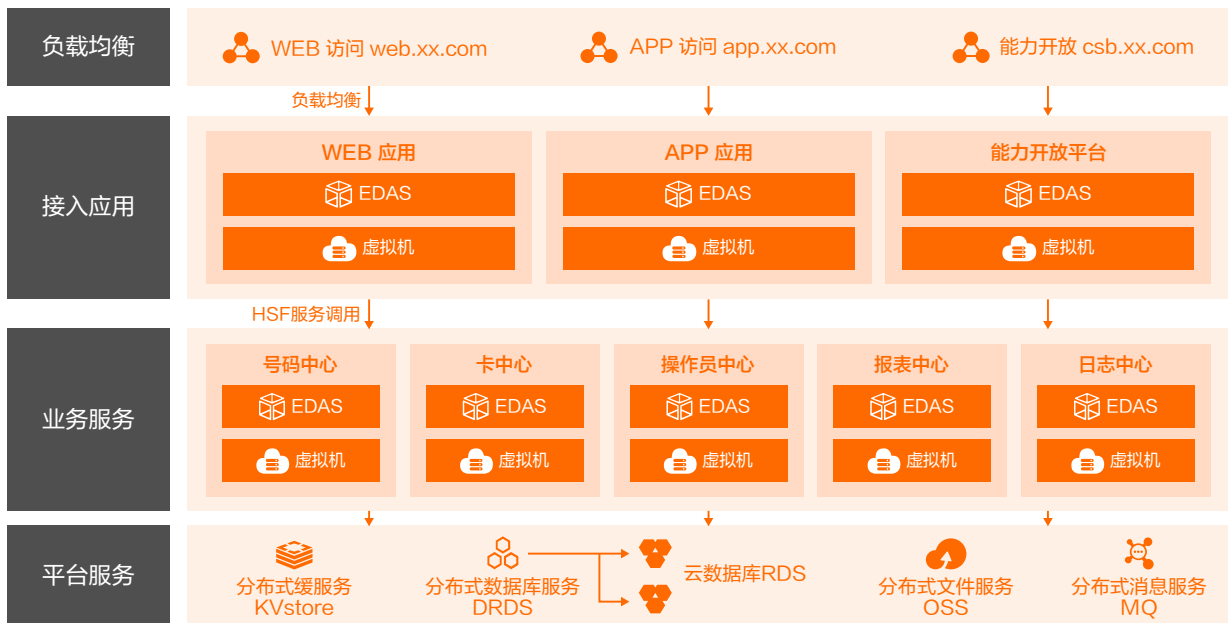 负载均衡
WEB 访问 web.xx.com
APP 访问 app.xx.com
能力开放 csb.xx.com
负载均衡
接入应用
WEB 应用
EDAS
虚拟机
APP 应用
EDAS
虚拟机
能力开放平台
EDAS
虚拟机
HSF服务调用
业务服务
号码中心
EDAS
虚拟机
卡中心
EDAS
虚拟机
操作员中心
EDAS
虚拟机
报表中心
EDAS
虚拟机
日志中心
EDAS
虚拟机
平台服务
分布式缓服务
KVstore
分布式数据库服务
DRDS
云数据库RDS
分布式文件服务
OSS
分布式消息服务
MQ